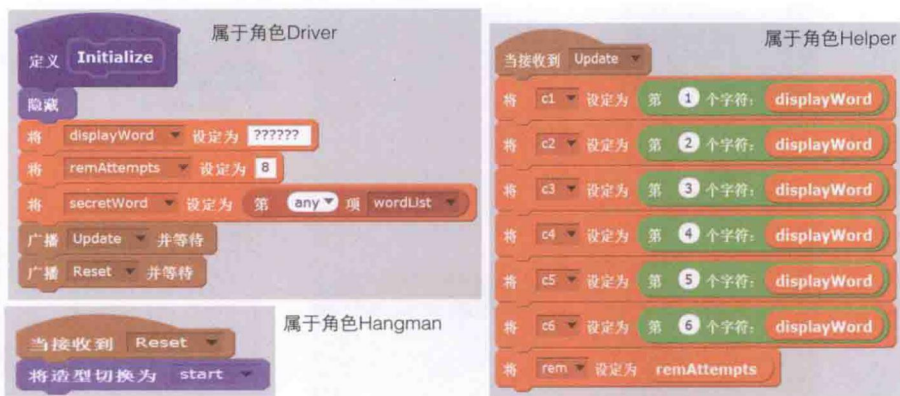 属于角色Driver
定义 Initialize
隐藏
将 displayWord 设定为 ??????
将 remAttempts 设定为 8
将 secretWord 设定为 第 any 项 wordList
广播 Update 并等待
广播 Reset 并等待
属于角色Hangman
当接收到 Reset
将造型切换为 start
属于角色Helper
当接收到 Update
将 c1 设定为 第 1 个字符: displayWord
将 c2 设定为 第 2 个字符: displayWord
将 c3 设定为 第 3 个字符: displayWord
将 c4 设定为 第 4 个字符: displayWord
将 c5 设定为 第 5 个字符: displayWord
将 c6 设定为 第 6 个字符: displayWord
将 rem 设定为 remAttempts